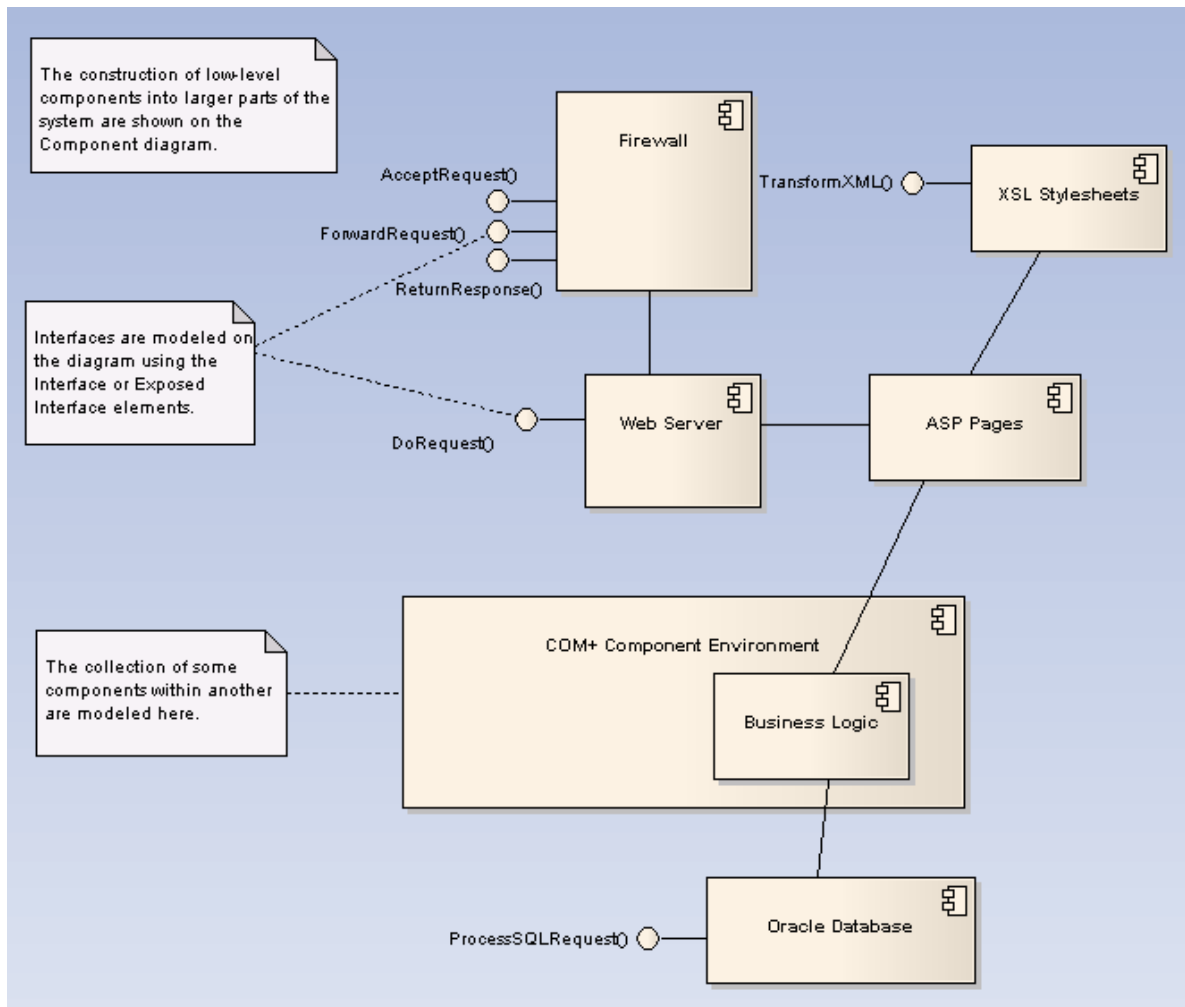 The construction of low-level
components into larger parts of the
system are shown on the
Component diagram.
Firewall
AcceptRequest()
ForwardRequest()
ReturnResponse()
TransformXML()
XSL Stylesheets
Interfaces are modeled on
the diagram using the
Interface or Exposed
Interface elements.
DoRequest()
Web Server
ASP Pages
COM+ Component Environment
The collection of some
components within another
are modeled here.
Business Logic
ProcessSQLRequest()
Oracle Database